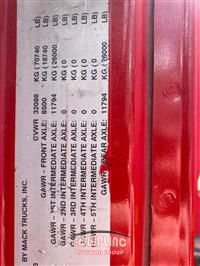 BY MACK TRUCKS, INC.
GVWR 32088 KG (70740 LB)
GAWR - FRONT AXLE: 8500 KG (18740 LB)
GAWR - 1ST INTERMEDIATE AXLE: 11794 KG (26000 LB)
GAWR - 2ND INTERMEDIATE AXLE: 0 KG (0 LB)
GAWR - 3RD INTERMEDIATE AXLE: 0 KG (0 LB)
GAWR - 4TH INTERMEDIATE AXLE: 0 KG (0 LB)
GAWR - 5TH INTERMEDIATE AXLE: 0 KG (0 LB)
GAWR - REAR AXLE: 11794 KG (26000 LB)